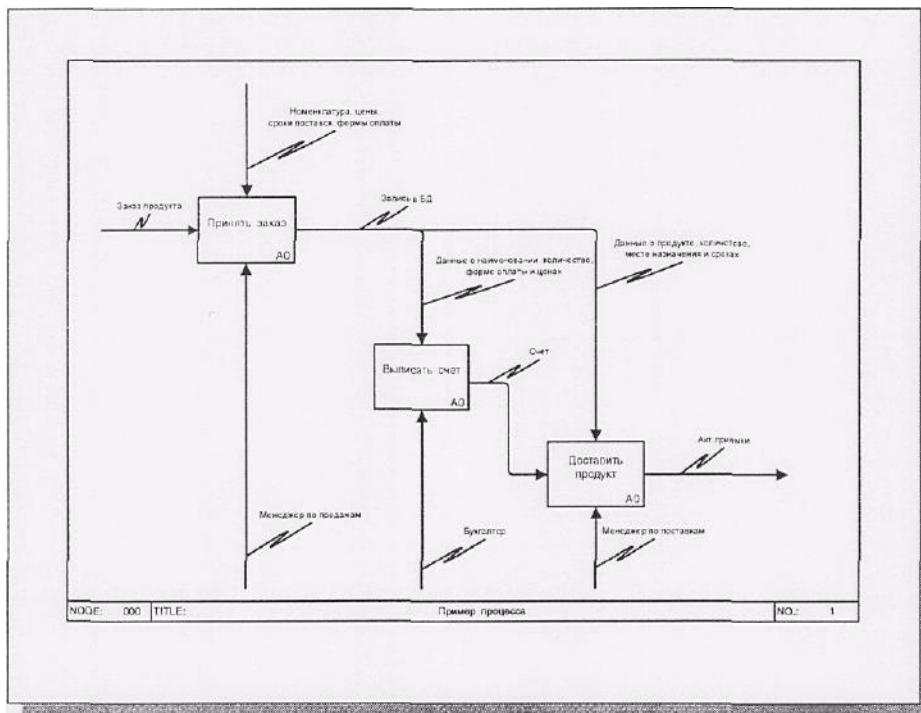 Номенклатура, цены,
сроки поставок, формы оплаты
Заказ продукта
Принять заказ
A0
Запись в БД
Данные о наименовании, количестве,
форме оплаты и ценах
Данные о продукте, количестве,
месте назначения и сроках
Выписать счет
A0
Счет
Доставить
продукт
A0
Акт приемки
Менеджер по продажам
Бухгалтер
Менеджер по поставкам
NODE: 000 TITLE: Пример процесса NO.: 1